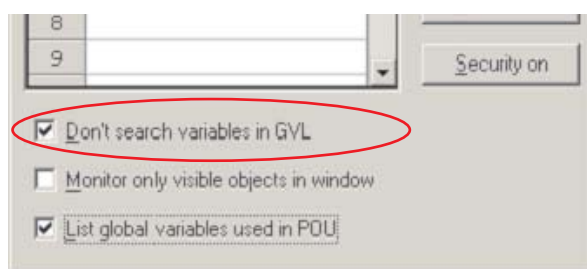 8
9
Security on
Don't search variables in GVL
Monitor only visible objects in window
List global variables used in POU